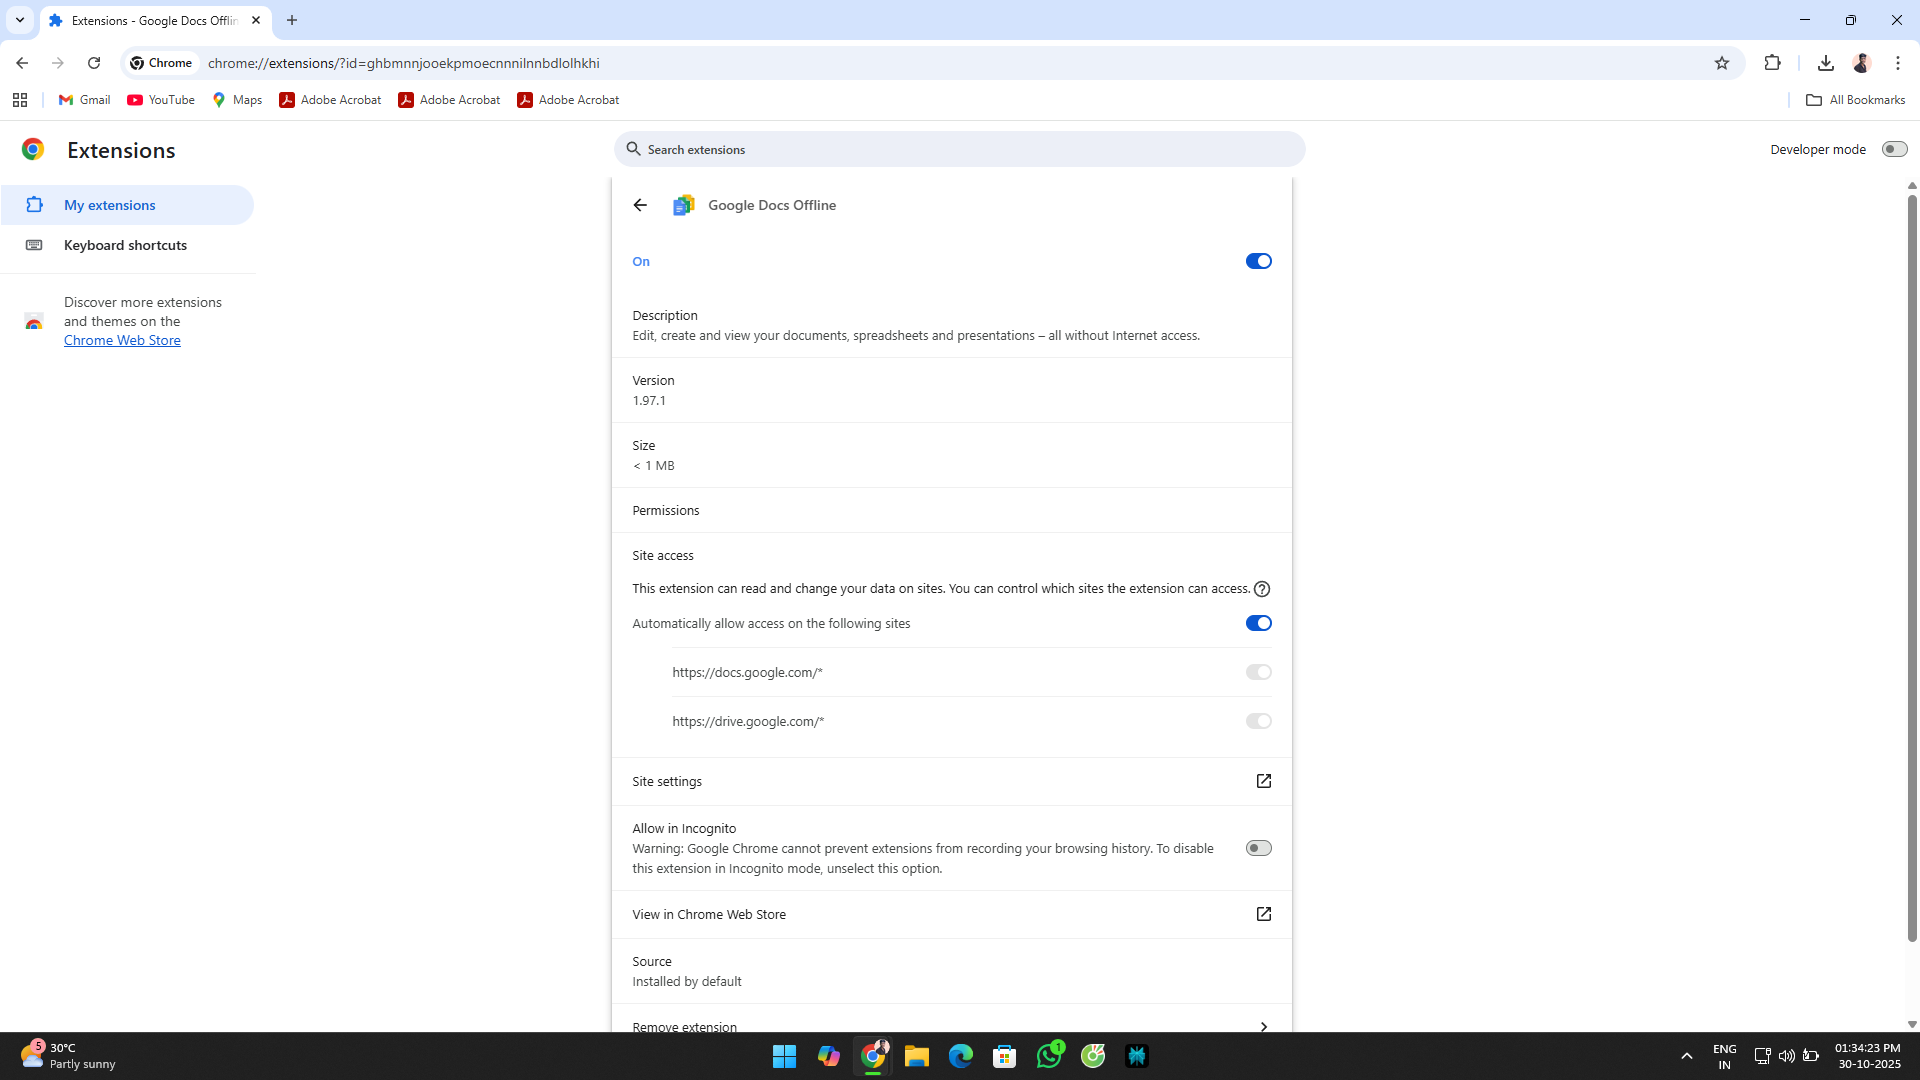 Extensions - Google Docs Offlin
Chrome
chrome://extensions/?id=ghbmnnjooekpmoecnnnilnnbdlolhkhi
Gmail
YouTube
Maps
Adobe Acrobat
Adobe Acrobat
Adobe Acrobat
All Bookmarks
Extensions
Search extensions
Developer mode
My extensions
Keyboard shortcuts
Discover more extensions
and themes on the
Chrome Web Store
Google Docs Offline
On
Description
Edit, create and view your documents, spreadsheets and presentations – all without Internet access.
Version
1.97.1
Size
< 1 MB
Permissions
Site access
This extension can read and change your data on sites. You can control which sites the extension can access.
Automatically allow access on the following sites
https://docs.google.com/*
https://drive.google.com/*
Site settings
Allow in Incognito
Warning: Google Chrome cannot prevent extensions from recording your browsing history. To disable
this extension in Incognito mode, unselect this option.
View in Chrome Web Store
Source
Installed by default
Remove extension
5
30°C
Partly sunny
1
ENG
IN
01:34:23 PM
30-10-2025